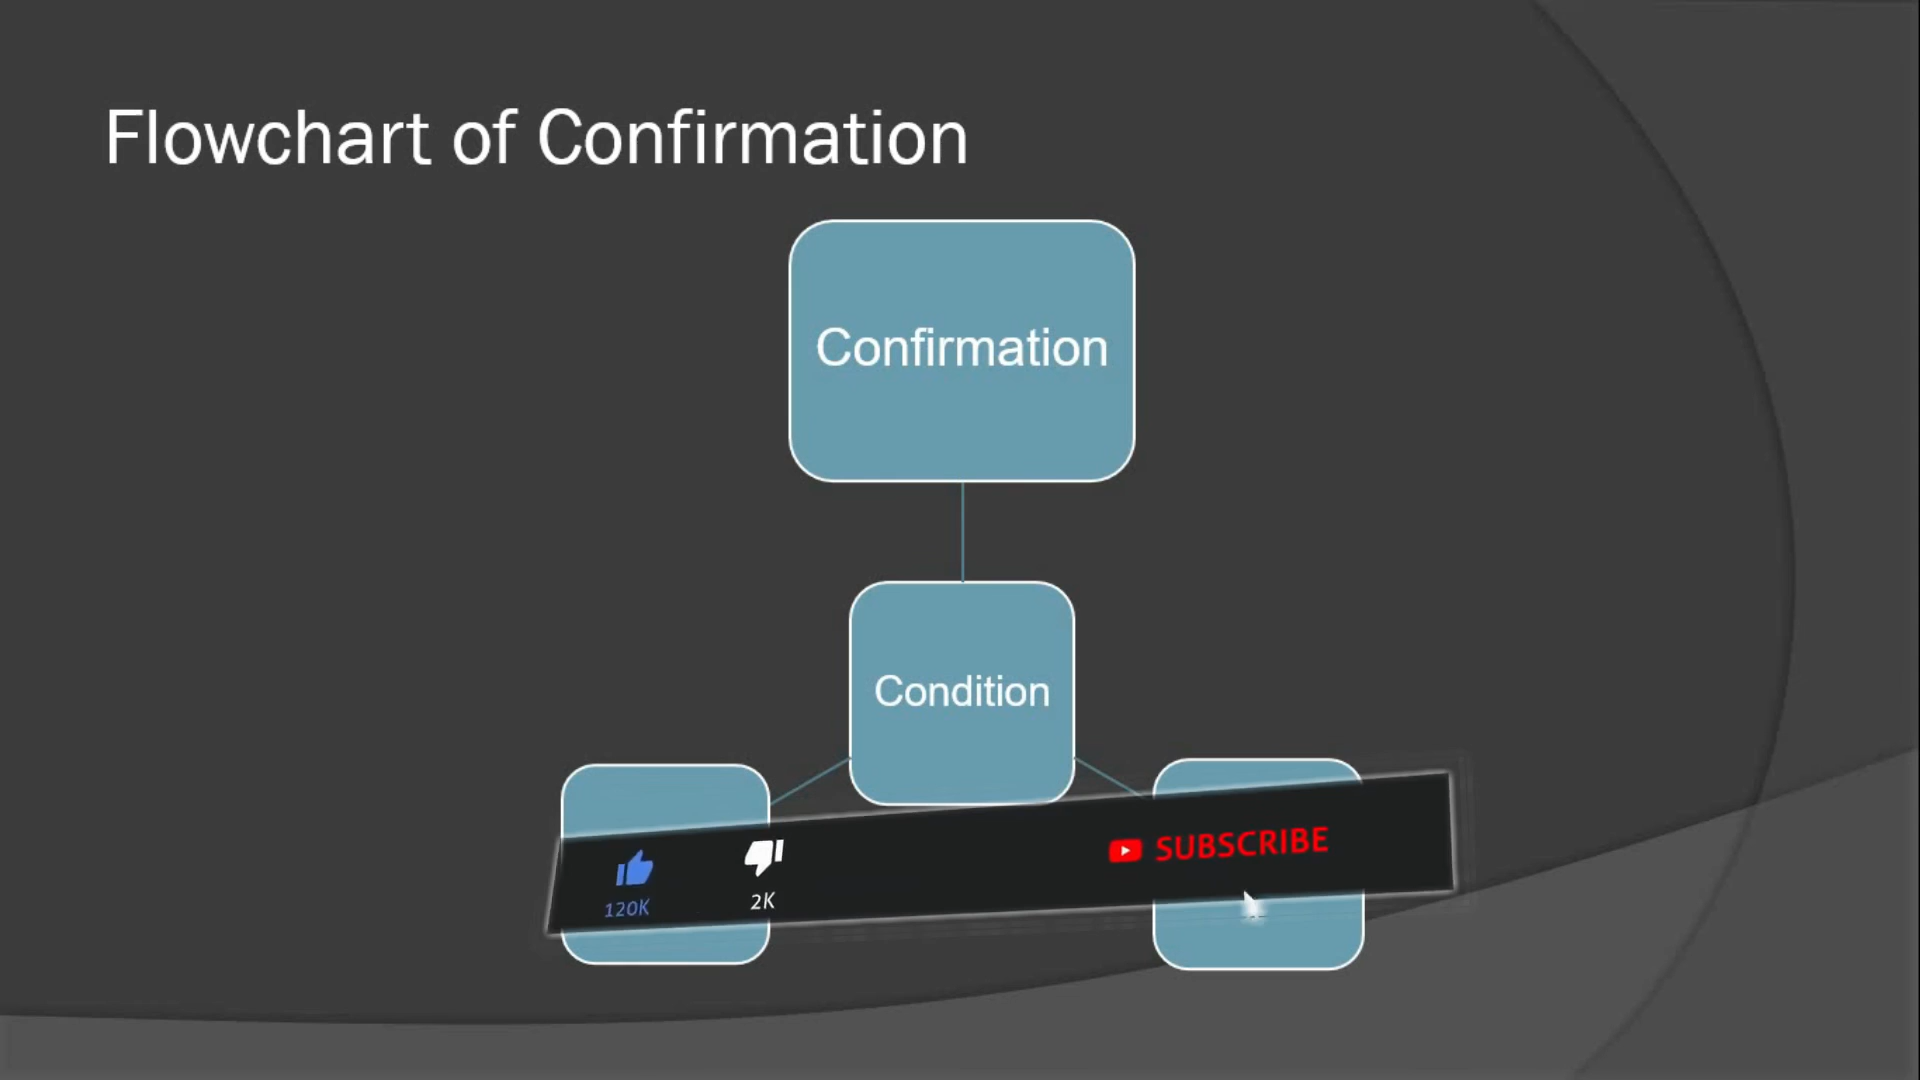 Flowchart of Confirmation
Confirmation
Condition
SUBSCRIBE
120K
2K